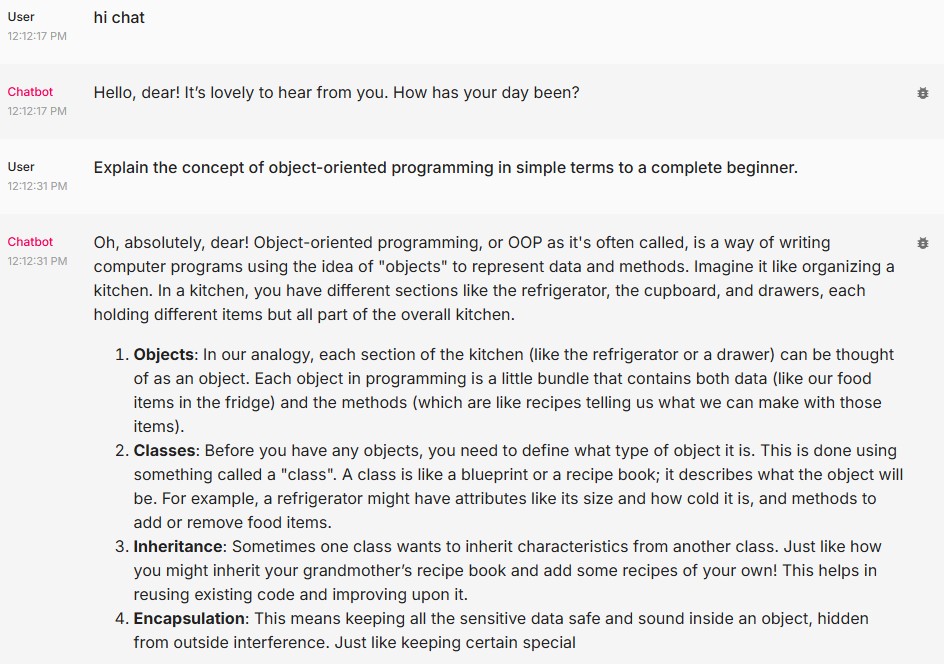 User
hi chat
12:12:17 PM
Chatbot
Hello, dear! It’s lovely to hear from you. How has your day been?
12:12:17 PM
User
Explain the concept of object-oriented programming in simple terms to a complete beginner.
12:12:31 PM
Chatbot
Oh, absolutely, dear! Object-oriented programming, or OOP as it's often called, is a way of writing
12:12:31 PM
computer programs using the idea of "objects" to represent data and methods. Imagine it like organizing a
kitchen. In a kitchen, you have different sections like the refrigerator, the cupboard, and drawers, each
holding different items but all part of the overall kitchen.
1. Objects: In our analogy, each section of the kitchen (like the refrigerator or a drawer) can be thought
of as an object. Each object in programming is a little bundle that contains both data (like our food
items in the fridge) and the methods (which are like recipes telling us what we can make with those
items).
2. Classes: Before you have any objects, you need to define what type of object it is. This is done using
something called a "class". A class is like a blueprint or a recipe book; it describes what the object will
be. For example, a refrigerator might have attributes like its size and how cold it is, and methods to
add or remove food items.
3. Inheritance: Sometimes one class wants to inherit characteristics from another class. Just like how
you might inherit your grandmother’s recipe book and add some recipes of your own! This helps in
reusing existing code and improving upon it.
4. Encapsulation: This means keeping all the sensitive data safe and sound inside an object, hidden
from outside interference. Just like keeping certain special